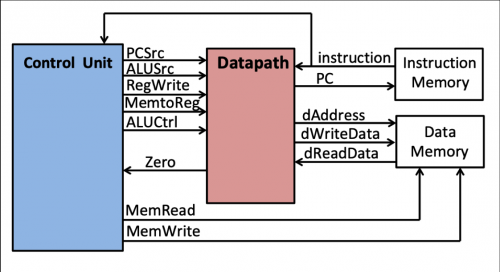 Control Unit
PCSrc
ALUSrc
RegWrite
MemtoReg
ALUCtrl
Zero
MemRead
MemWrite
Datapath
instruction
PC
dAddress
dWriteData
dReadData
Instruction
Memory
Data
Memory